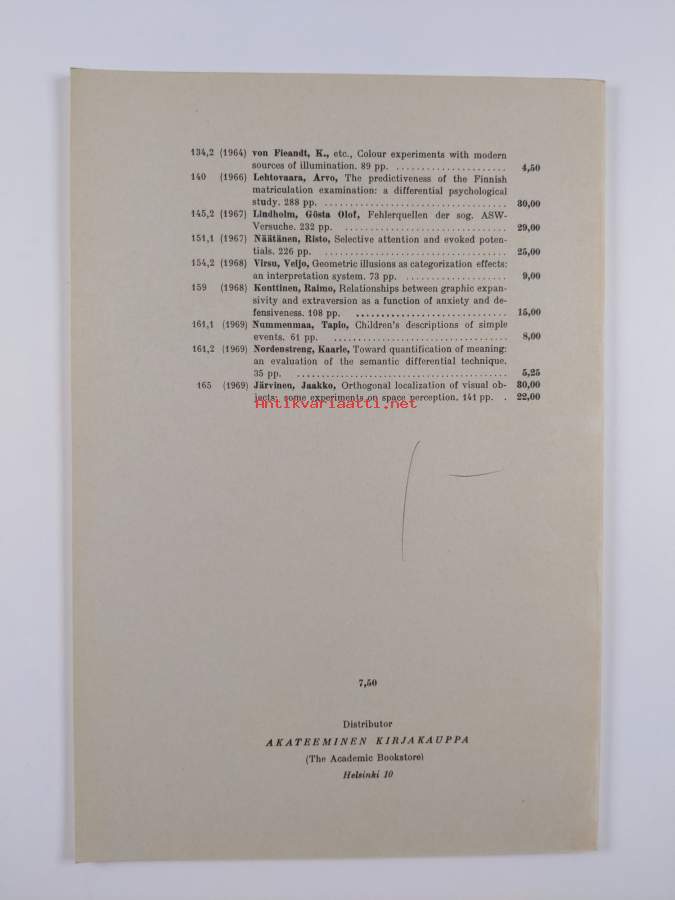 134,2 (1964) von Fieandt, K., etc., Colour experiments with modern
sources of illumination. 89 pp. ...................... 4,50
140 (1966) Lehtovaara, Arvo, The predictiveness of the Finnish
matriculation examination: a differential psychological
study. 288 pp. .................................... 30,00
145,2 (1967) Lindholm, Gösta Olof, Fehlerquellen der sog. ASW-
Versuche. 232 pp. ................................ 29,00
151,1 (1967) Näätänen, Risto, Selective attention and evoked poten-
tials. 226 pp. ..................................... 25,00
154,2 (1968) Virsu, Veijo, Geometric illusions as categorization effects:
an interpretation system. 73 pp. .................... 9,00
159 (1968) Konttinen, Raimo, Relationships between graphic expan-
sivity and extraversion as a function of anxiety and de-
fensiveness. 108 pp. .............................. 15,00
161,1 (1969) Nummenmaa, Tapio, Children's descriptions of simple
events. 61 pp. ................................... 8,00
161,2 (1969) Nordenstreng, Kaarle, Toward quantification of meaning:
an evaluation of the semantic differential technique.
35 pp. .......................................... 5,25
165 (1969) Järvinen, Jaakko, Orthogonal localization of visual ob- 30,00
jects: some experiments on space perception. 141 pp. . 22,00
Antikvariaatti.net
7,50
Distributor
AKATEEMINEN KIRJAKAUPPA
(The Academic Bookstore)
Helsinki 10